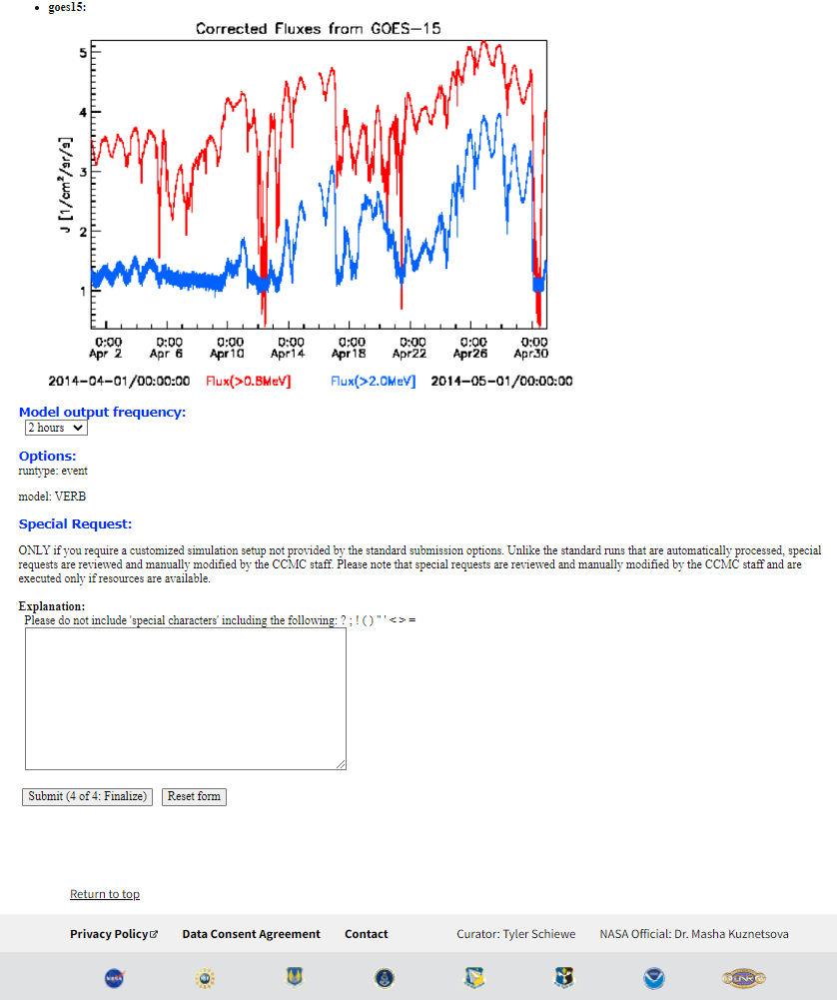 goes15:
Corrected Fluxes from GOES-15
5
4
3
2
1
J [1/cm²/sr/s]
0:00 0:00 0:00 0:00 0:00 0:00 0:00 0:00
Apr 2 Apr 6 Apr10 Apr14 Apr18 Apr22 Apr26 Apr30
2014-04-01/00:00:00 Flux(>0.8MeV] Flux(>2.0MeV] 2014-05-01/00:00:00
Model output frequency:
2 hours
Options:
runtype: event
model: VERB
Special Request:
ONLY if you require a customized simulation setup not provided by the standard submission options. Unlike the standard runs that are automatically processed, special
requests are reviewed and manually modified by the CCMC staff. Please note that special requests are reviewed and manually modified by the CCMC staff and are
executed only if resources are available.
Explanation:
Please do not include 'special characters' including the following: ? ; ! ( ) " ' < > =
Submit (4 of 4: Finalize) Reset form
Return to top
Privacy Policy Data Consent Agreement Contact Curator: Tyler Schiewe NASA Official: Dr. Masha Kuznetsova
NASA